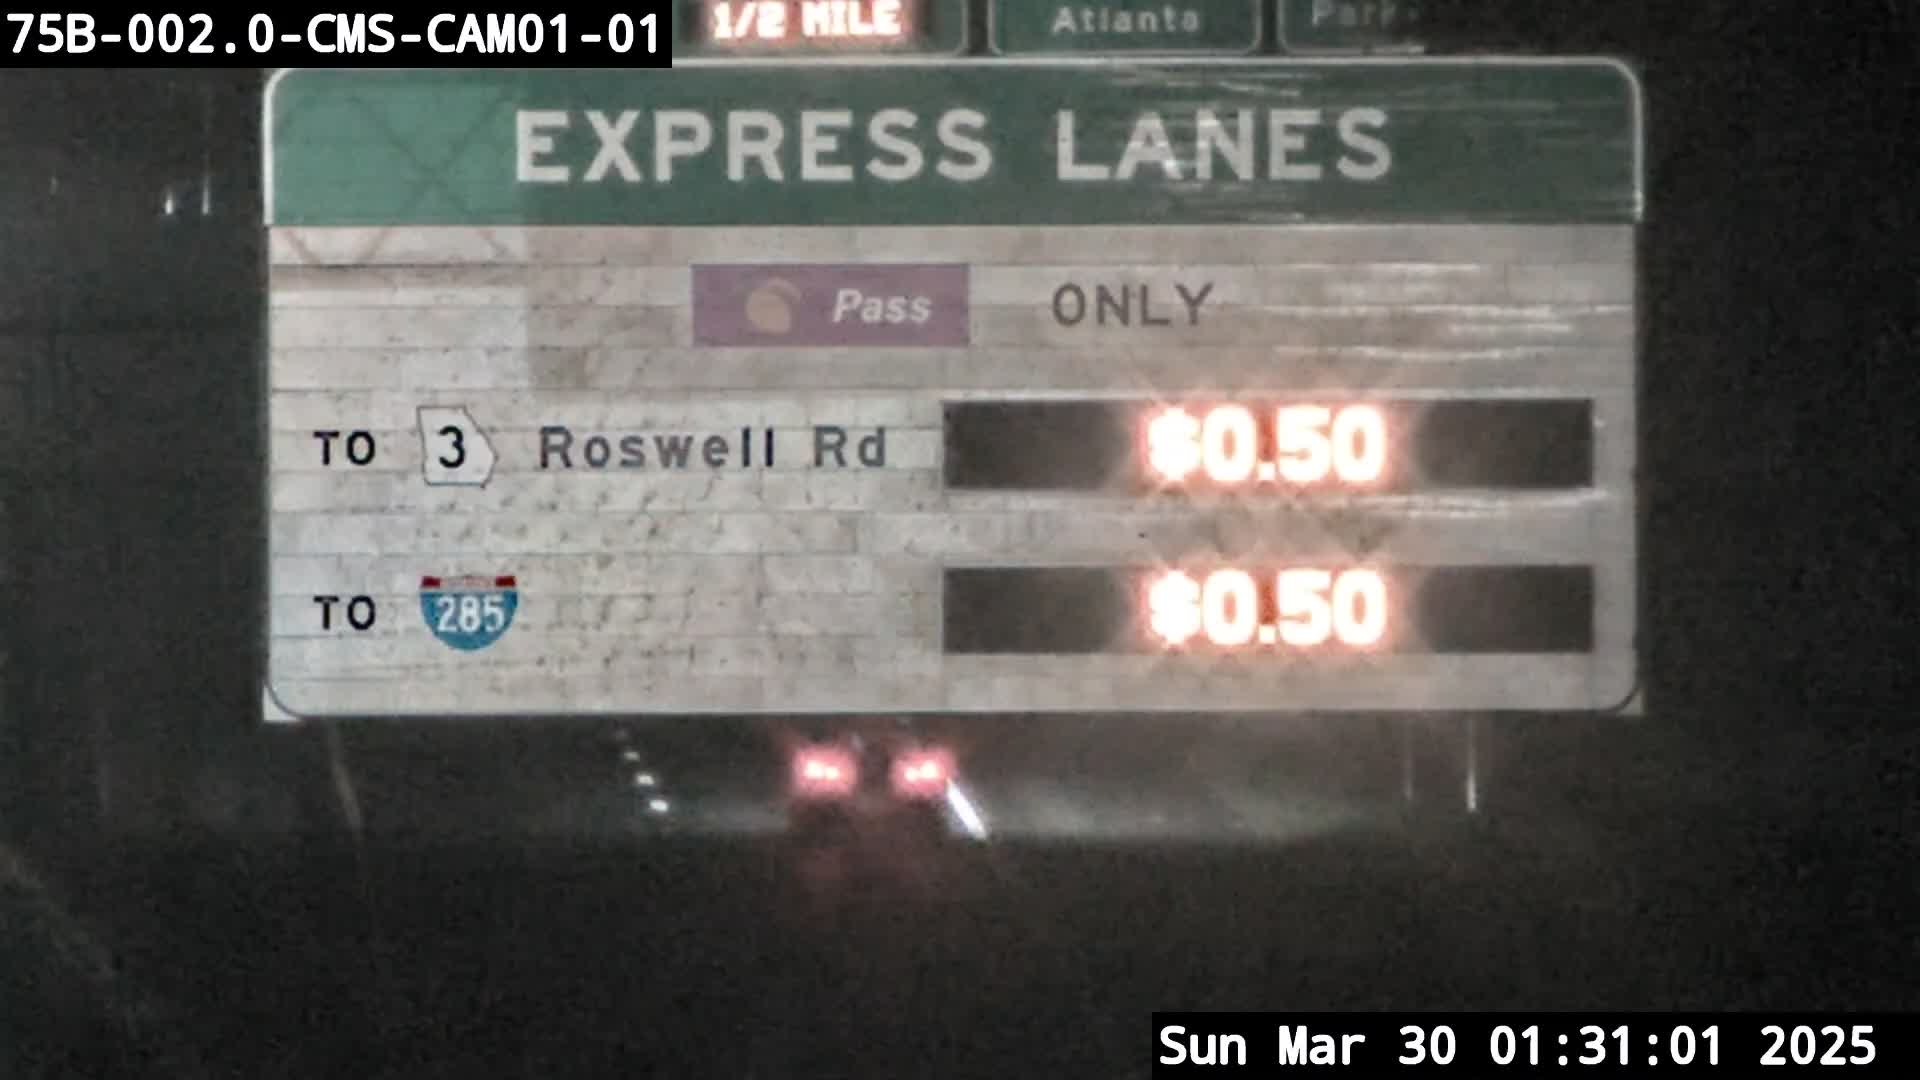 75B-002.0-CMS-CAM01-01
1/2 MILE
Atlanta
Park
EXPRESS LANES
Pass ONLY
TO 3 Roswell Rd $0.50
TO 285 $0.50
Sun Mar 30 01:31:01 2025